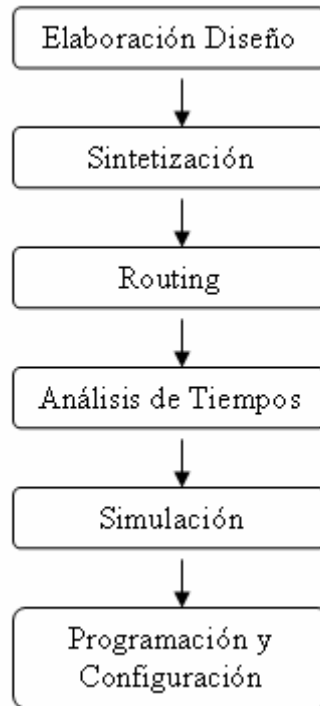 Elaboración Diseño
Sintetización
Routing
Análisis de Tiempos
Simulación
Programación y
Configuración